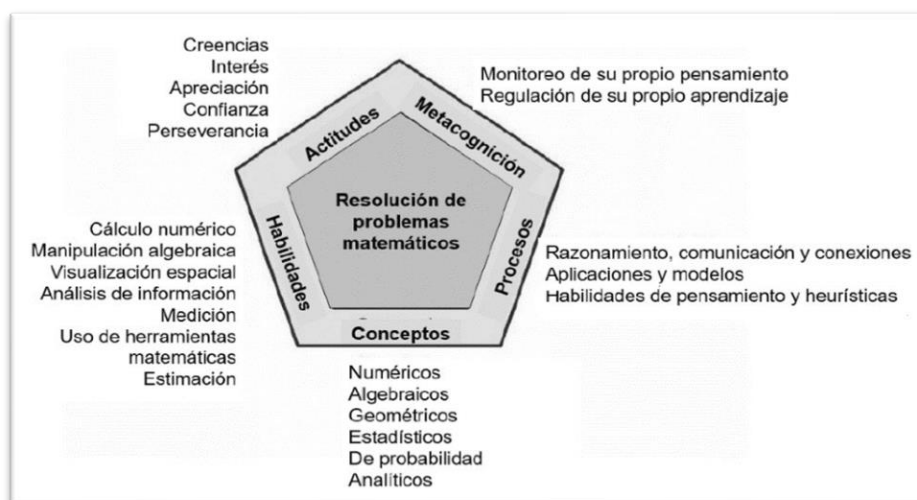 Creencias
Interés
Apreciación
Confianza
Perseverancia
Actitudes
Metacognición
Monitoreo de su propio pensamiento
Regulación de su propio aprendizaje
Resolución de
problemas
matemáticos
Habilidades
Cálculo numérico
Manipulación algebraica
Visualización espacial
Análisis de información
Medición
Uso de herramientas
matemáticas
Estimación
Procesos
Razonamiento, comunicación y conexiones
Aplicaciones y modelos
Habilidades de pensamiento y heurísticas
Conceptos
Numéricos
Algebraicos
Geométricos
Estadísticos
De probabilidad
Analíticos